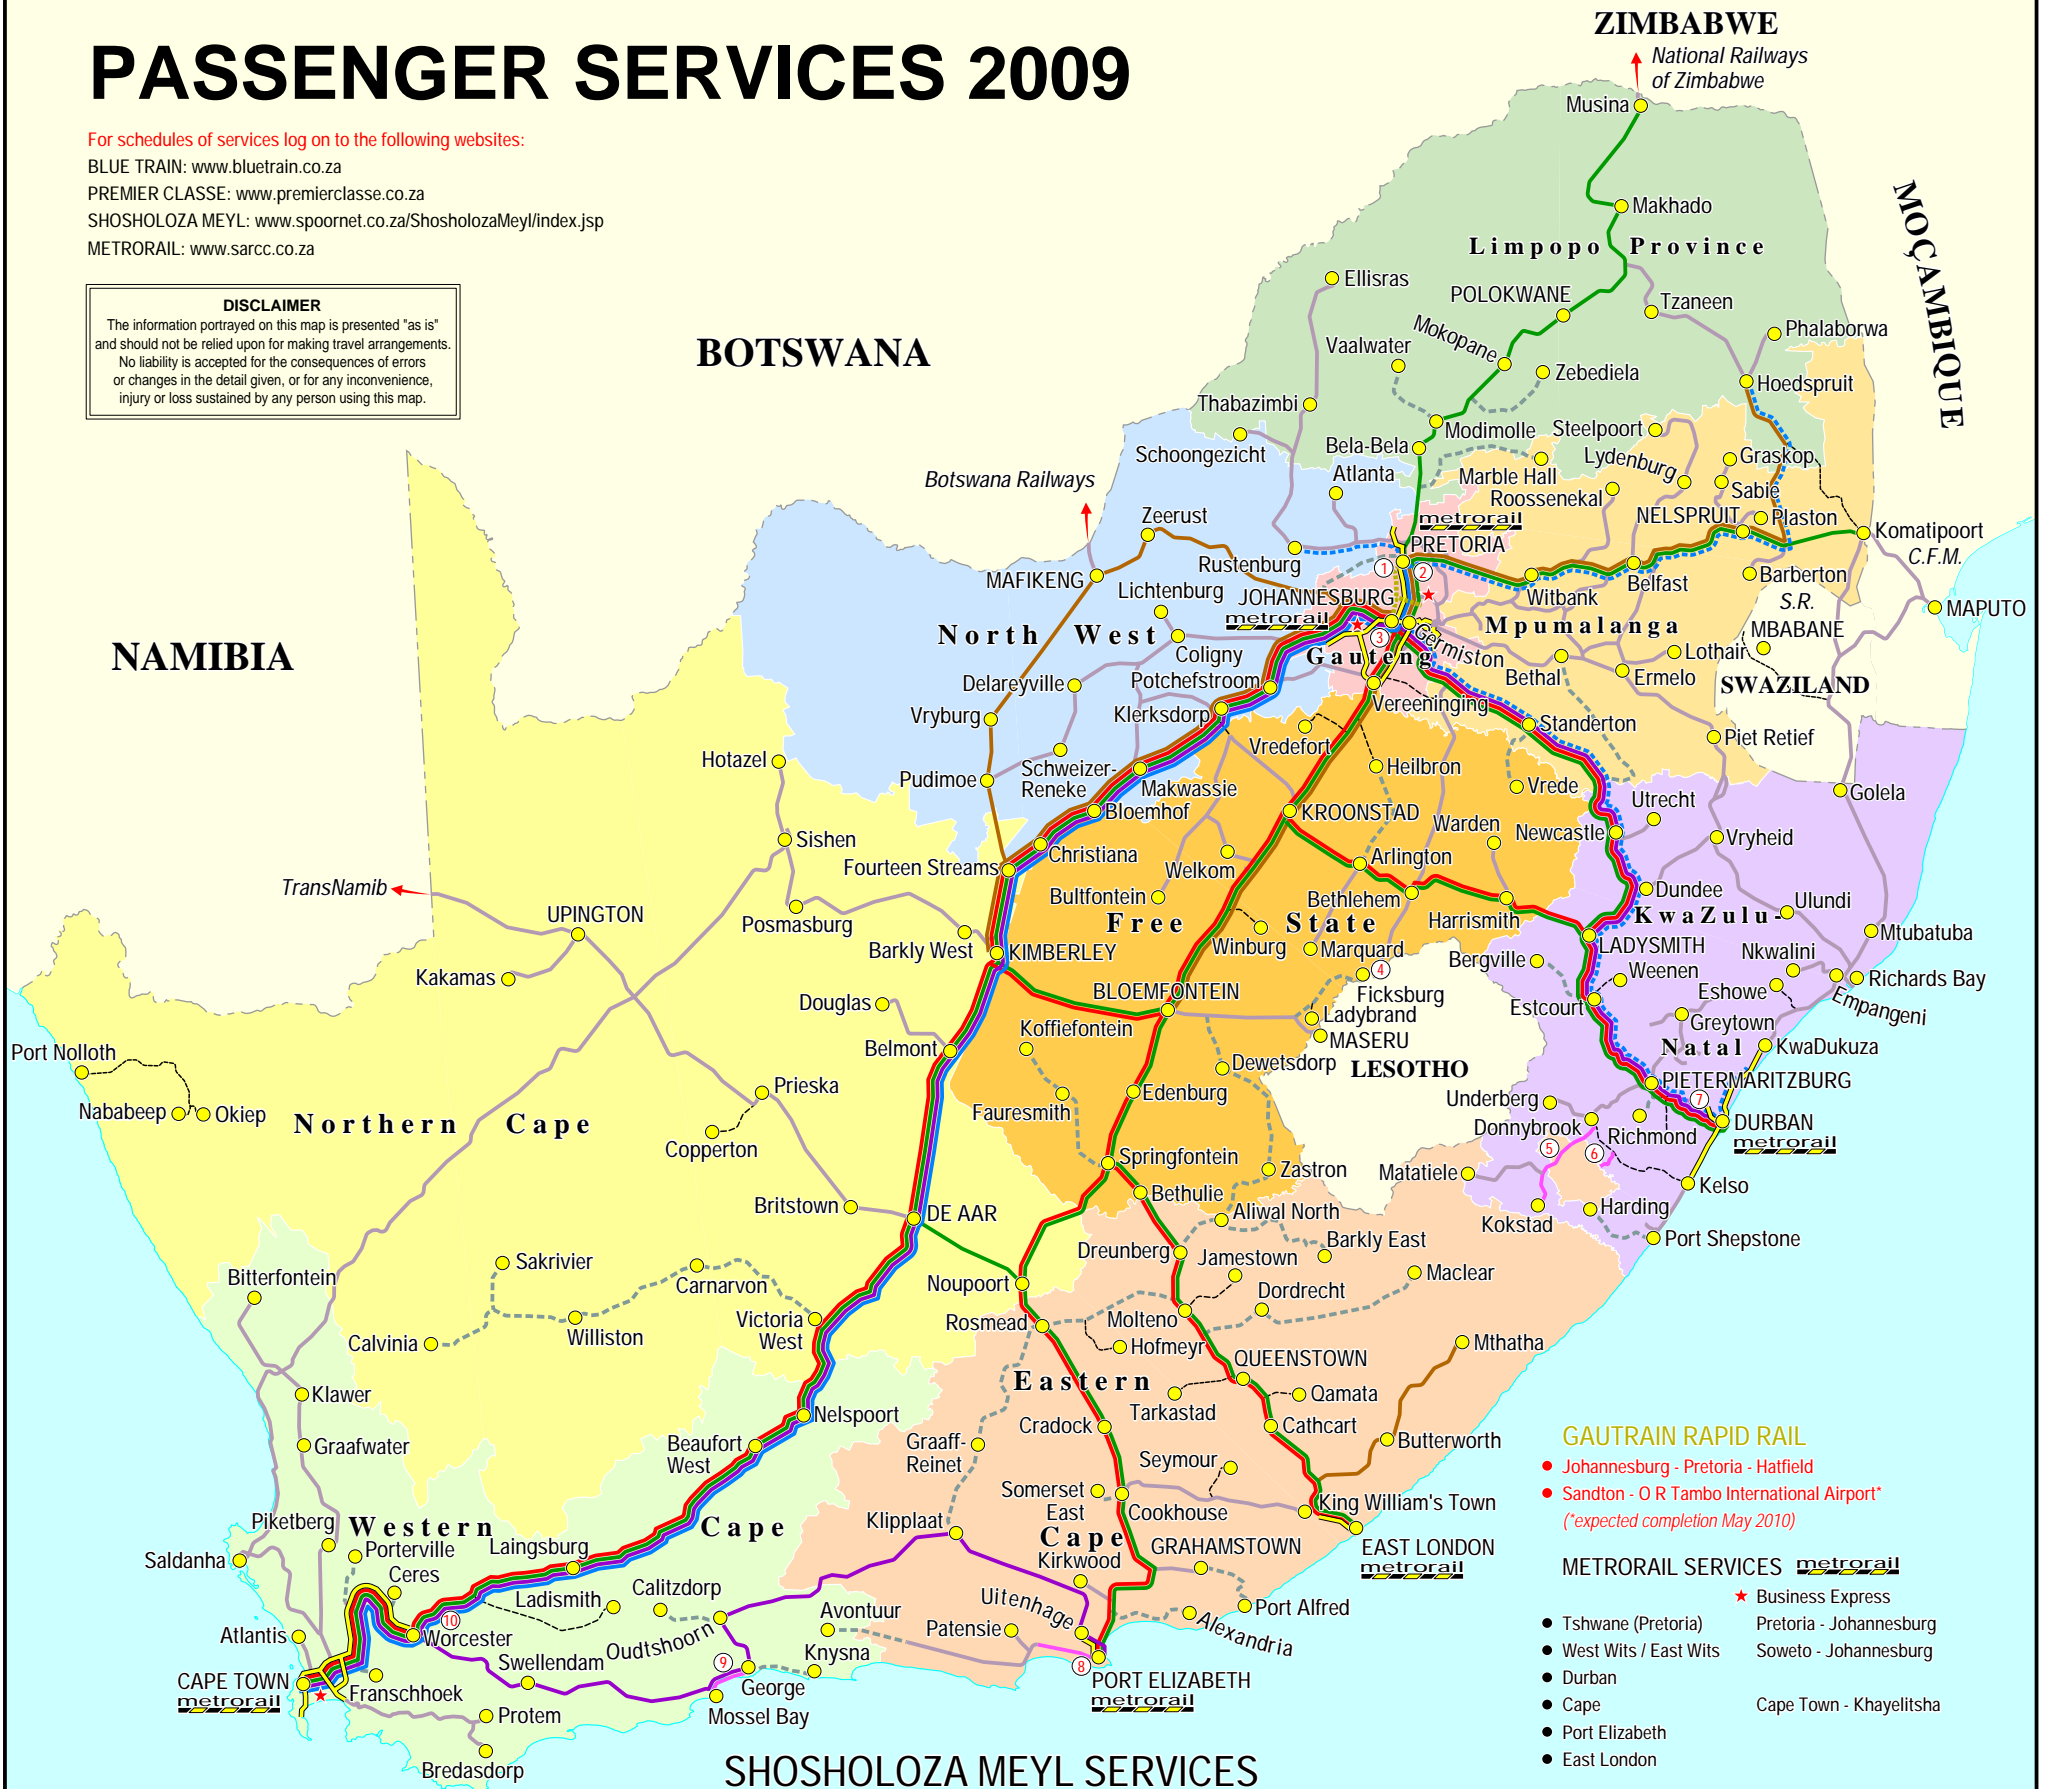 PASSENGER SERVICES 2009
For schedules of services log on to the following websites:
BLUE TRAIN: www.bluetrain.co.za
PREMIER CLASSE: www.premierclasse.co.za
SHOSHOLOZA MEYL: www.spoornet.co.za/ShosholozaMeyl/index.jsp
METRORAIL: www.sarcc.co.za
DISCLAIMER
The information portrayed on this map is presented "as is"
and should not be relied upon for making travel arrangements.
No liability is accepted for the consequences of errors
or changes in the detail given, or for any inconvenience,
injury or loss sustained by any person using this map.
ZIMBABWE
National Railways
of Zimbabwe
Musina
Makhado
Limpopo Province
MOÇAMBIQUE
Ellisras
POLOKWANE
Tzaneen
Phalaborwa
Mokopane
Vaalwater
Zebediela
Hoedspruit
BOTSWANA
Thabazimbi
Modimolle
Steelpoort
Schoongezicht
Bela-Bela
Lydenburg
Graskop
Marble Hall
Atlanta
Roossenekal
Sabie
Botswana Railways
Zeerust
metrorail
NELSPRUIT
Plaston
Komatipoort
C.F.M.
PRETORIA
Rustenburg
1
2
MAFIKENG
Belfast
Barberton
Lichtenburg
JOHANNESBURG
metrorail
Witbank
S.R.
MAPUTO
North West
3
Germiston
Mpumalanga
MBABANE
NAMIBIA
Coligny
Gauteng
Lothair
Delareyville
Potchefstroom
Bethal
Ermelo
SWAZILAND
Vryburg
Klerksdorp
Vereeninging
Standerton
Piet Retief
Hotazel
Vredefort
Pudimoe
Schweizer-
Reneke
Makwassie
Heilbron
Vrede
Utrecht
Golela
Bloemhof
KROONSTAD
Warden
Newcastle
Vryheid
Sishen
Christiana
Fourteen Streams
Welkom
Arlington
TransNamib
Bultfontein
Bethlehem
Dundee
Ulundi
UPINGTON
Posmasburg
Free State
Harrismith
KwaZulu-
Natal
Barkly West
KIMBERLEY
Winburg
Marquard
LADYSMITH
Mtubatuba
Kakamas
4
Bergville
Weenen
Nkwalini
Richards Bay
Douglas
BLOEMFONTEIN
Ficksburg
Estcourt
Eshowe
Empangeni
Ladybrand
Greytown
Port Nolloth
Belmont
Koffiefontein
MASERU
KwaDukuza
LESOTHO
Dewetsdorp
Prieska
PIETERMARITZBURG
Nababeep
Okiep
Northern Cape
Fauresmith
Edenburg
Underberg
7
Copperton
Donnybrook
Richmond
DURBAN
metrorail
5
6
Springfontein
Zastron
Matatiele
Kelso
Britstown
Bethulie
DE AAR
Aliwal North
Kokstad
Harding
Dreunberg
Port Shepstone
Sakrivier
Jamestown
Barkly East
Bitterfontein
Carnarvon
Noupoort
Dordrecht
Maclear
Victoria
West
Rosmead
Molteno
Calvinia
Williston
Hofmeyr
Mthatha
Klawer
Eastern
Cape
QUEENSTOWN
Qamata
Nelspoort
Tarkastad
Graafwater
Beaufort
West
Graaff-
Reinet
Cradock
Cathcart
Butterworth
Seymour
Somerset
East
Cookhouse
King William's Town
Piketberg
Western Cape
Klipplaat
EAST LONDON
metrorail
Saldanha
Porterville
Laingsburg
Kirkwood
GRAHAMSTOWN
Ceres
Calitzdorp
Uitenhage
Ladismith
Avontuur
Port Alfred
Atlantis
10
Worcester
Oudtshoorn
Patensie
Alexandria
CAPE TOWN
metrorail
Swellendam
9
Knysna
8
PORT ELIZABETH
metrorail
Franschhoek
George
Mossel Bay
Protem
Bredasdorp
GAUTRAIN RAPID RAIL
Johannesburg - Pretoria - Hatfield
Sandton - O R Tambo International Airport*
(*expected completion May 2010)
METRORAIL SERVICES metrorail
Business Express
Tshwane (Pretoria) Pretoria - Johannesburg
West Wits / East Wits Soweto - Johannesburg
Durban
Cape Cape Town - Khayelitsha
Port Elizabeth
East London
SHOSHOLOZA MEYL SERVICES